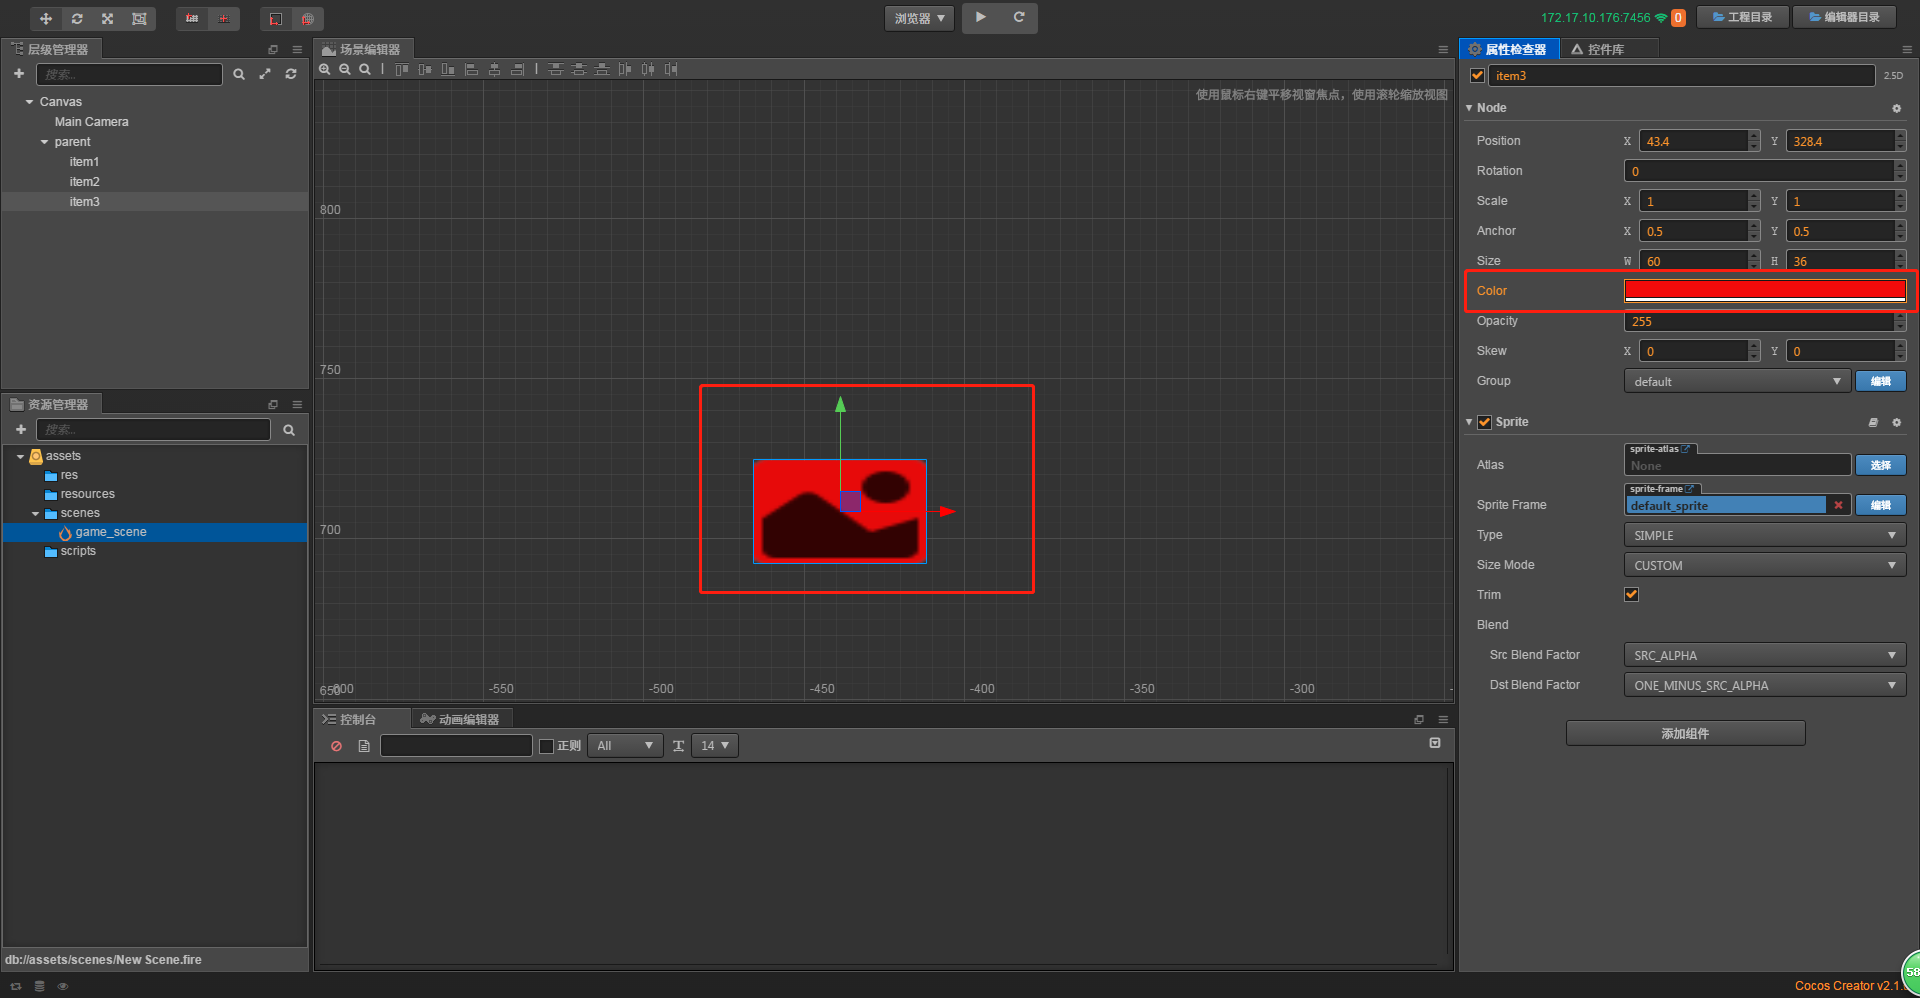 浏览器
172.17.10.176:7456
0
工程目录
编辑器目录
层级管理器
搜索...
Canvas
Main Camera
parent
item1
item2
item3
资源管理器
搜索...
assets
res
resources
scenes
game_scene
scripts
db://assets/scenes/New Scene.fire
场景编辑器
使用鼠标右键平移视窗焦点，使用滚轮缩放视图
800
750
700
650
-550
-500
-450
-400
-350
-300
控制台
动画编辑器
正则
All
14
属性检查器
控件库
item3
2.5D
Node
Position X 43.4 Y 328.4
Rotation 0
Scale X 1 Y 1
Anchor X 0.5 Y 0.5
Size W 60 H 36
Color
Opacity 255
Skew X 0 Y 0
Group default 编辑
Sprite
sprite-atlas
Atlas None 选择
sprite-frame
Sprite Frame default_sprite 编辑
Type SIMPLE
Size Mode CUSTOM
Trim
Blend
Src Blend Factor SRC_ALPHA
Dst Blend Factor ONE_MINUS_SRC_ALPHA
添加组件
58
Cocos Creator v2.1.